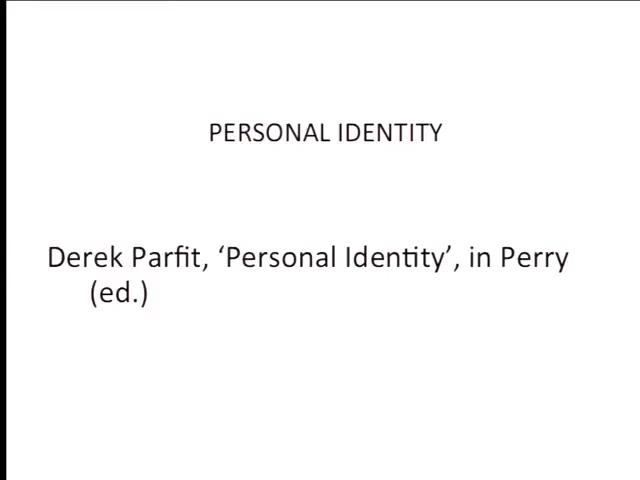 PERSONAL IDENTITY
Derek Parfit, ‘Personal Identity’, in Perry
(ed.)